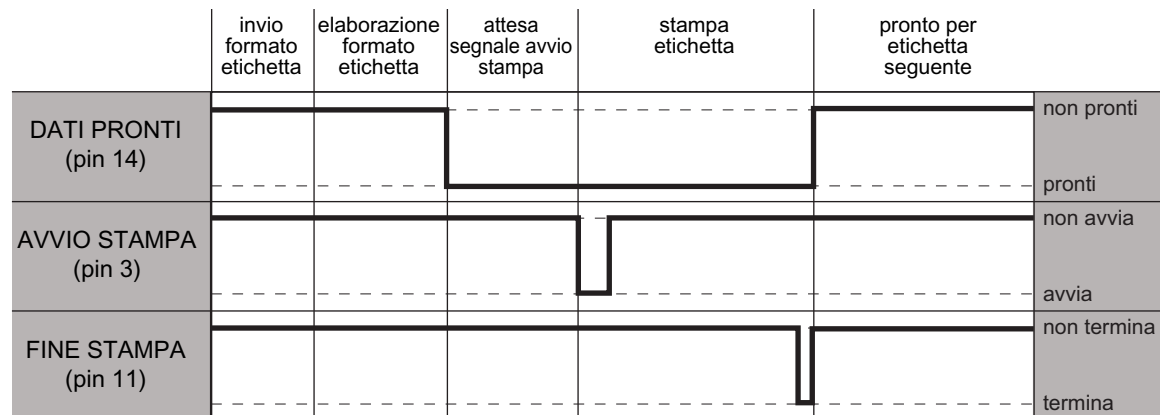 invio
formato
etichetta
elaborazione
formato
etichetta
attesa
segnale avvio
stampa
stampa
etichetta
pronto per
etichetta
seguente
DATI PRONTI
(pin 14)
non pronti
pronti
AVVIO STAMPA
(pin 3)
non avvia
avvia
FINE STAMPA
(pin 11)
non termina
termina